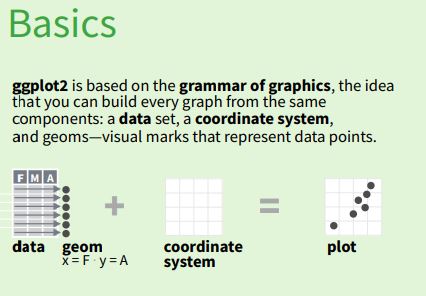 Basics
ggplot2 is based on the grammar of graphics, the idea
that you can build every graph from the same
components: a data set, a coordinate system,
and geoms—visual marks that represent data points.
F M A
+ =
data geom coordinate plot
x = F · y = A system